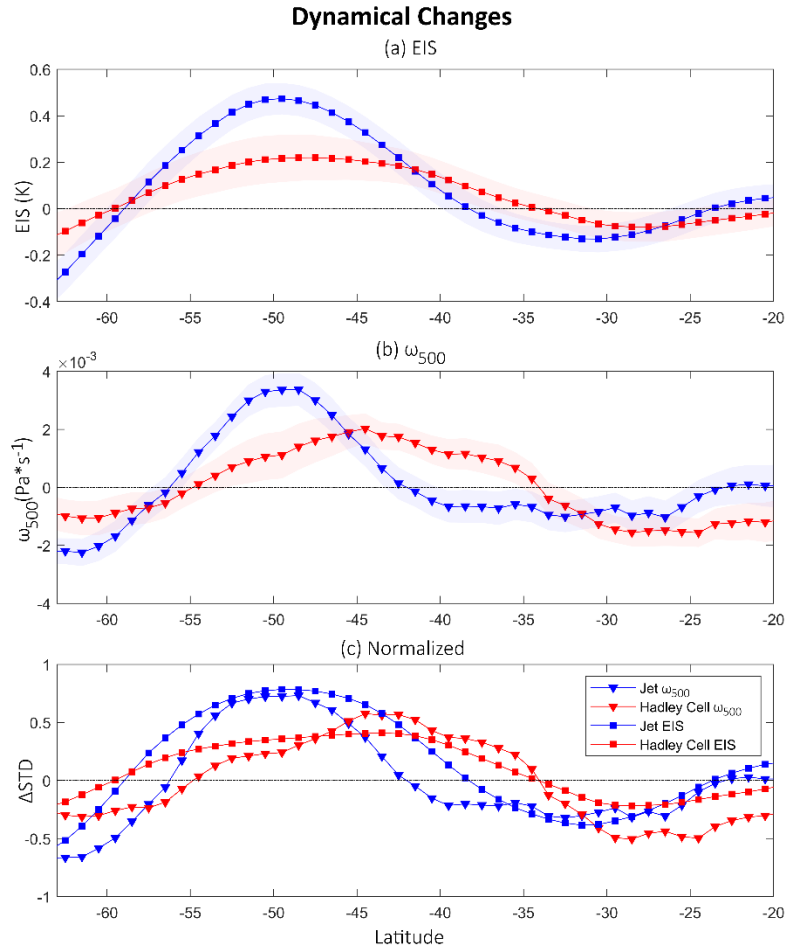 Dynamical Changes
(a) EIS
EIS (K)
0.6
0.4
0.2
0
-0.2
-0.4
-60 -55 -50 -45 -40 -35 -30 -25 -20
(b) ω500
×10-3
ω500(Pa*s-1)
4
2
0
-2
-4
-60 -55 -50 -45 -40 -35 -30 -25 -20
(c) Normalized
ΔSTD
1
0.5
0
-0.5
-1
Jet ω500
Hadley Cell ω500
Jet EIS
Hadley Cell EIS
-60 -55 -50 -45 -40 -35 -30 -25 -20
Latitude